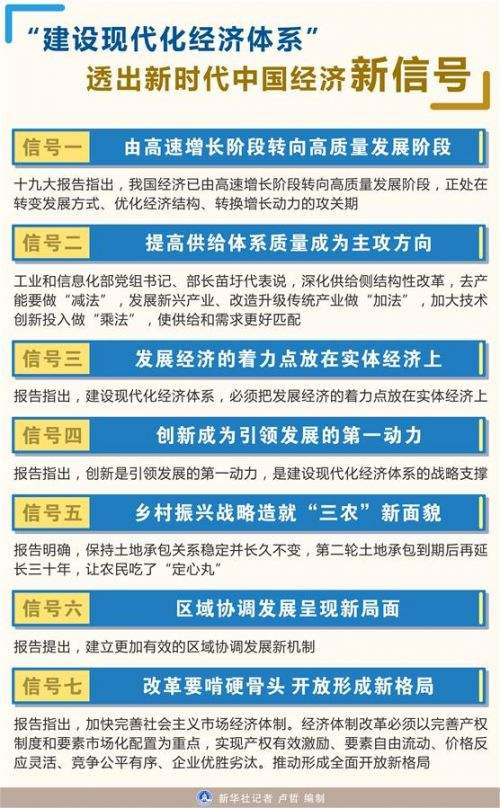 “建设现代化经济体系”
透出新时代中国经济新信号
信号一 由高速增长阶段转向高质量发展阶段
十九大报告指出，我国经济已由高速增长阶段转向高质量发展阶段，正处在
转变发展方式、优化经济结构、转换增长动力的攻关期
信号二 提高供给体系质量成为主攻方向
工业和信息化部党组书记、部长苗圩代表说，深化供给侧结构性改革，去产
能要做“减法”，发展新兴产业、改造升级传统产业做“加法”，加大技术
创新投入做“乘法”，使供给和需求更好匹配
信号三 发展经济的着力点放在实体经济上
报告指出，建设现代化经济体系，必须把发展经济的着力点放在实体经济上
信号四 创新成为引领发展的第一动力
报告指出，创新是引领发展的第一动力，是建设现代化经济体系的战略支撑
信号五 乡村振兴战略造就“三农”新面貌
报告明确，保持土地承包关系稳定并长久不变，第二轮土地承包到期后再延
长三十年，让农民吃了“定心丸”
信号六 区域协调发展呈现新局面
报告提出，建立更加有效的区域协调发展新机制
信号七 改革要啃硬骨头 开放形成新格局
报告指出，加快完善社会主义市场经济体制。经济体制改革必须以完善产权
制度和要素市场化配置为重点，实现产权有效激励、要素自由流动、价格反
应灵活、竞争公平有序、企业优胜劣汰。推动形成全面开放新格局
新华社记者 卢哲 编制